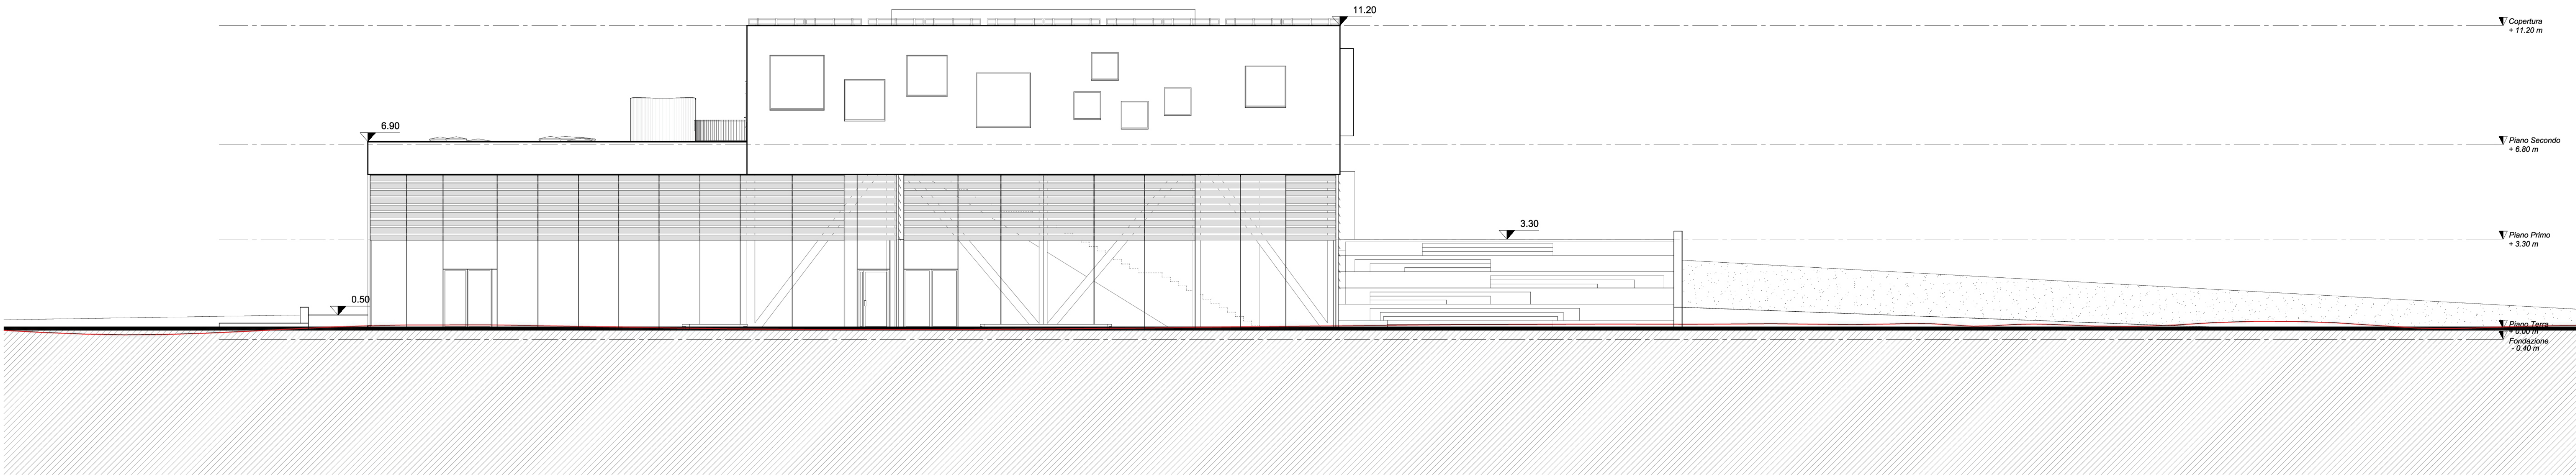 11.20
Copertura
+ 11.20 m
6.90
Piano Secondo
+ 6.80 m
3.30
Piano Primo
+ 3.30 m
0.50
Piano Terra
+ 0.00 m
Fondazione
- 0.40 m